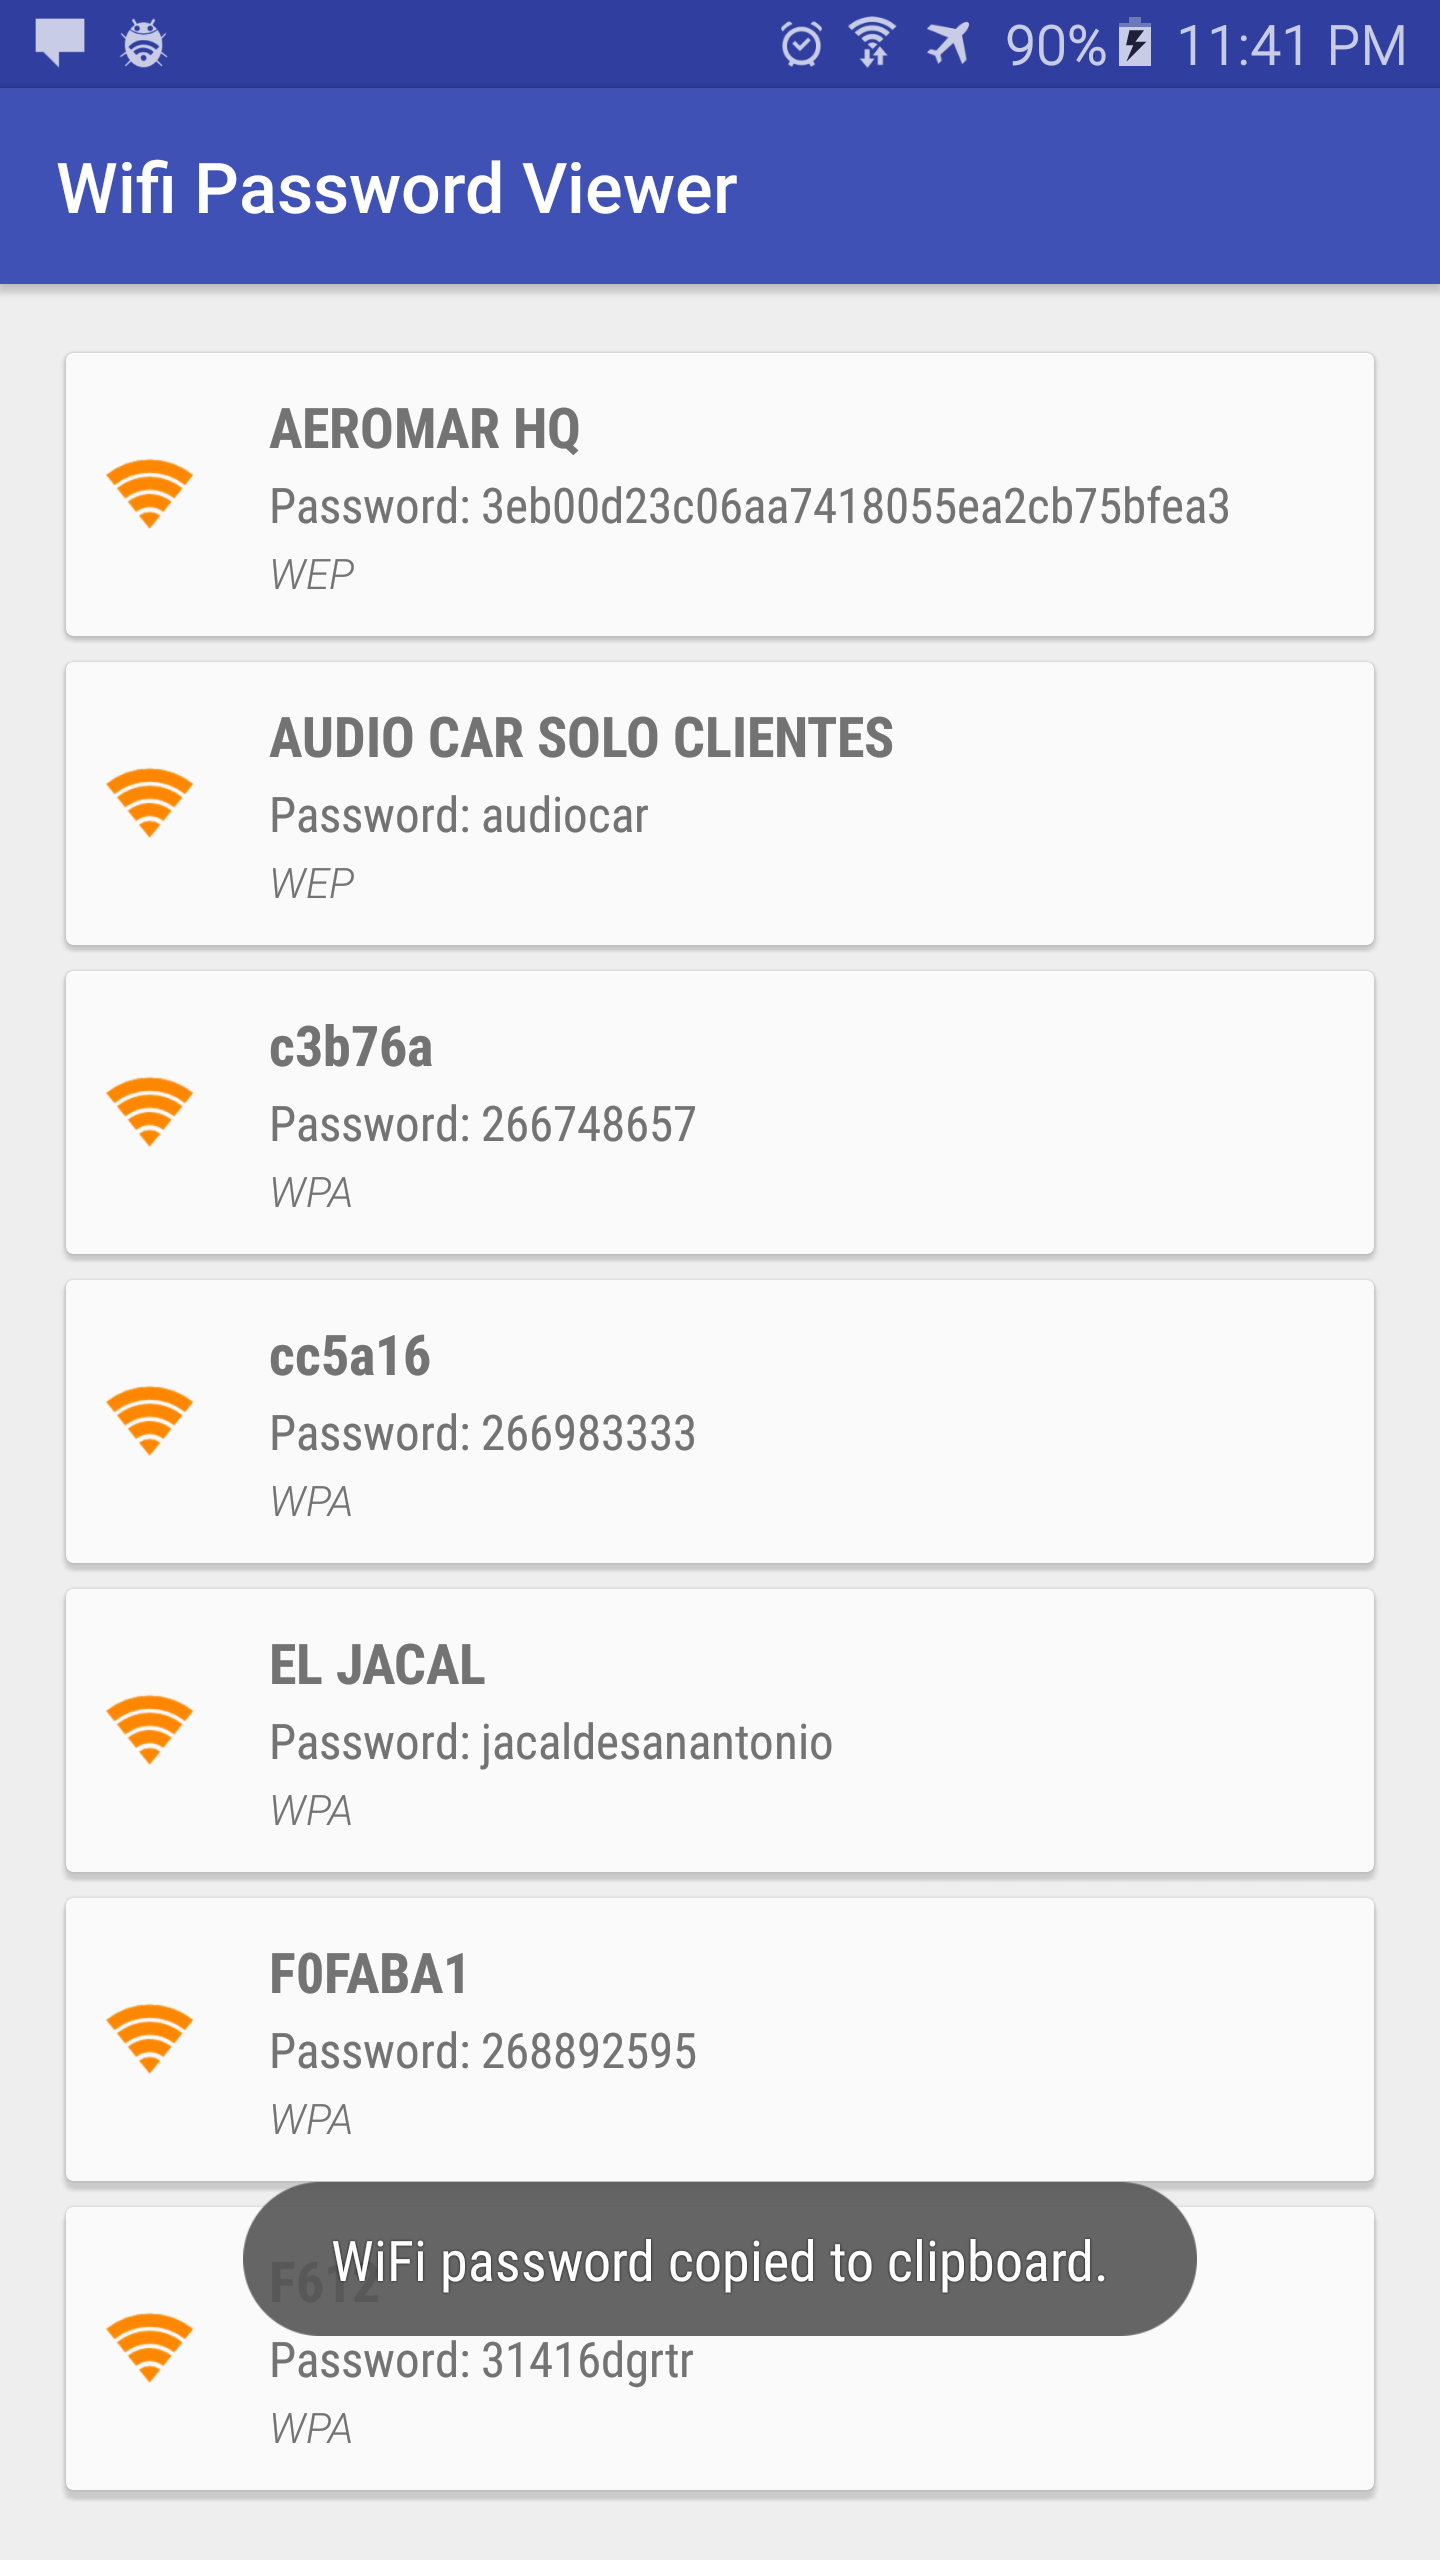 90% 11:41 PM
Wifi Password Viewer
AEROMAR HQ
Password: 3eb00d23c06aa7418055ea2cb75bfea3
WEP
AUDIO CAR SOLO CLIENTES
Password: audiocar
WEP
c3b76a
Password: 266748657
WPA
cc5a16
Password: 266983333
WPA
EL JACAL
Password: jacaldesanantonio
WPA
F0FABA1
Password: 268892595
WPA
F612
WiFi password copied to clipboard.
Password: 31416dgrtr
WPA